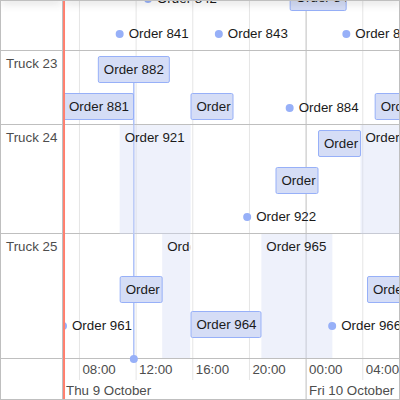 Order 841 Order 843 Order 8
Truck 23
Order 882
Order 881 Order Order 884 Ord
Truck 24 Order 921 Order Order
Order
Order 922
Truck 25 Ord Order 965
Order Orde
Order 961 Order 964 Order 966
08:00 12:00 16:00 20:00 00:00 04:00
Thu 9 October Fri 10 October